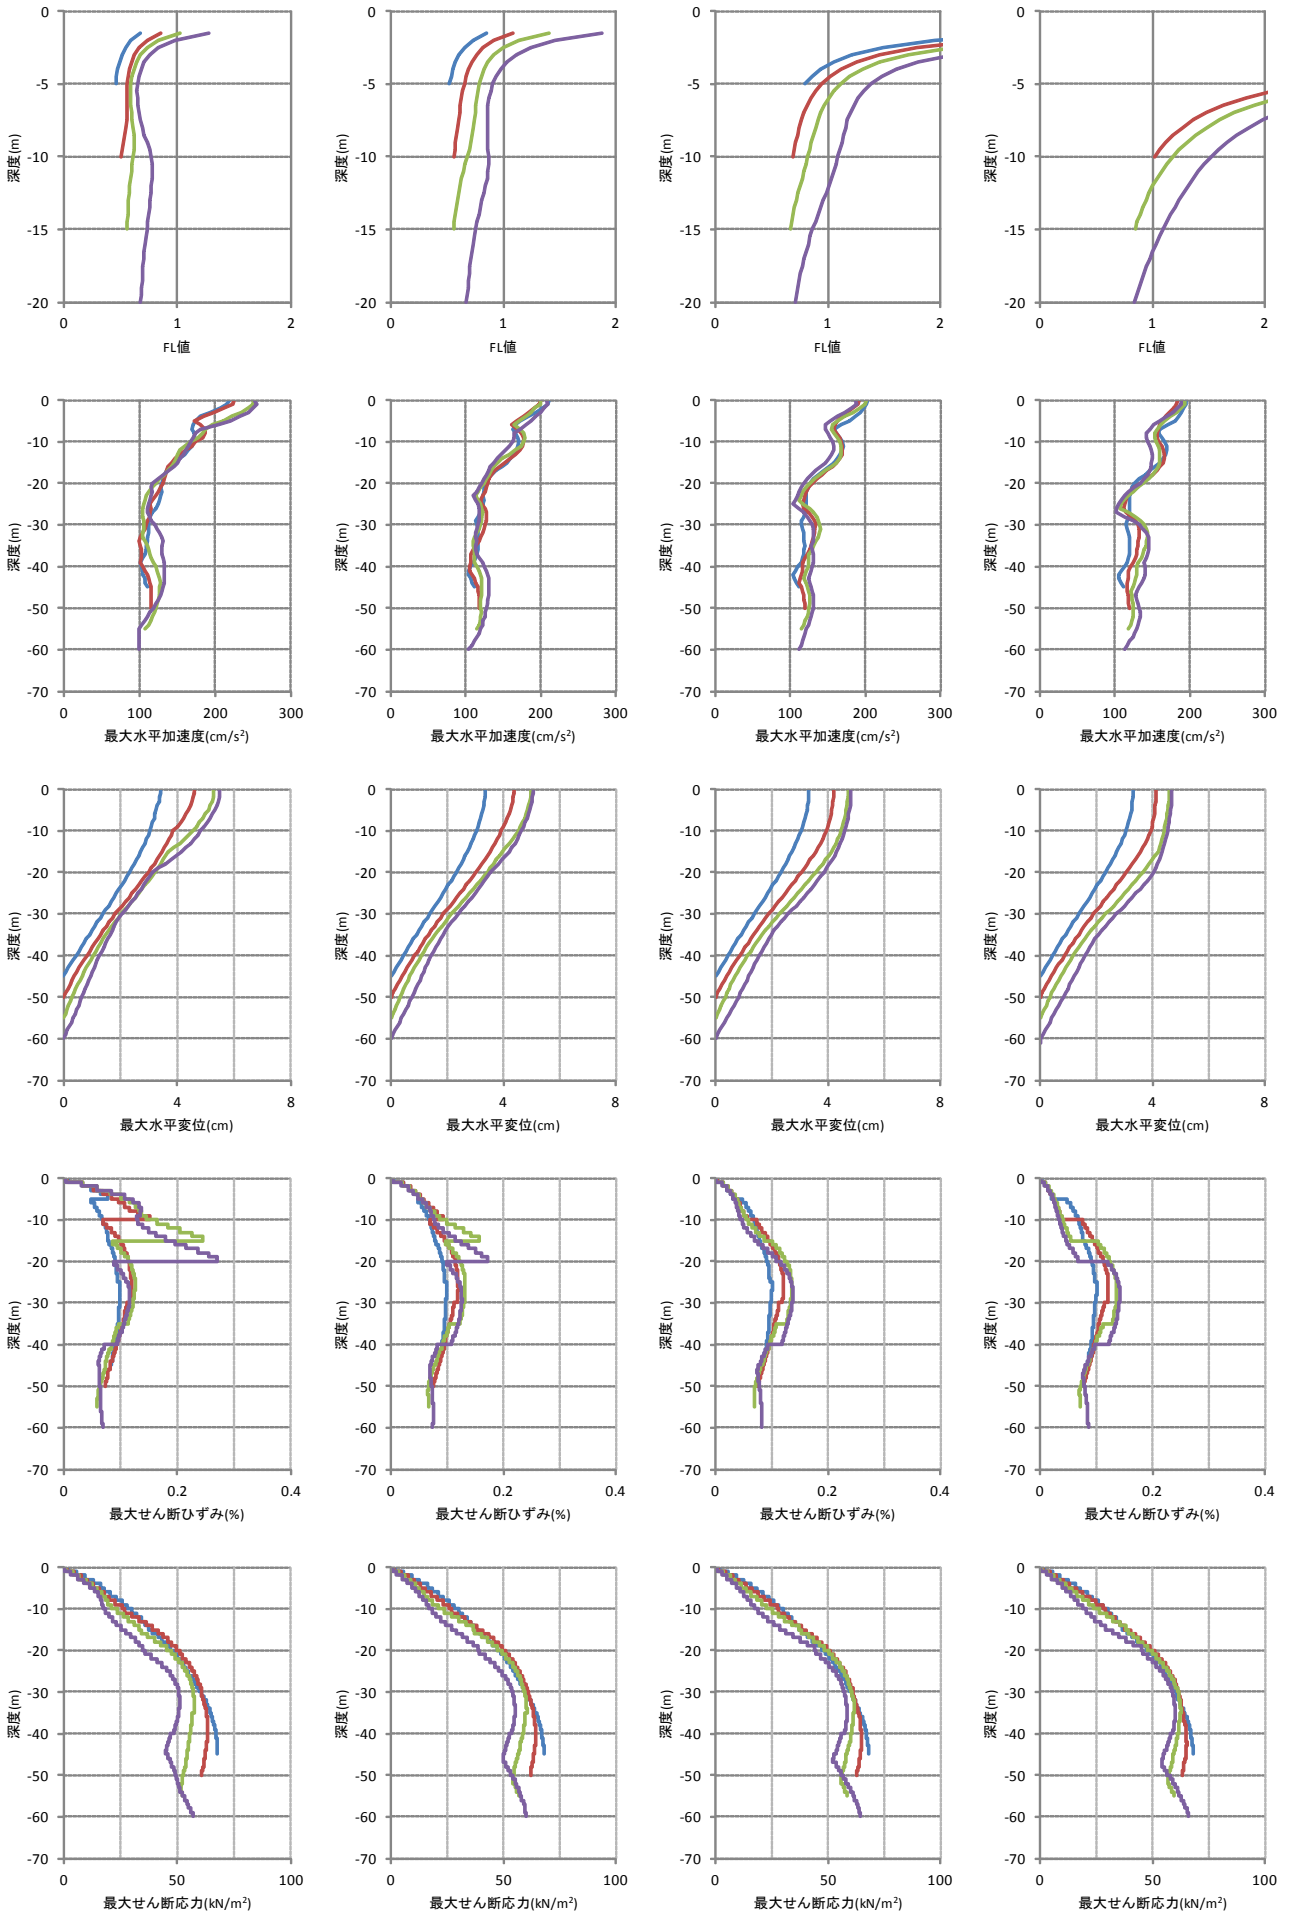 0 0 0 0
-5 -5 -5 -5
深度(m) 深度(m) 深度(m) 深度(m)
-10 -10 -10 -10
-15 -15 -15 -15
-20 -20 -20 -20
0 1 2 0 1 2 0 1 2 0 1 2
FL値 FL値 FL値 FL値
0 0 0 0
-10 -10 -10 -10
-20 -20 -20 -20
-30 -30 -30 -30
深度(m) 深度(m) 深度(m) 深度(m)
-40 -40 -40 -40
-50 -50 -50 -50
-60 -60 -60 -60
-70 -70 -70 -70
0 100 200 300 0 100 200 300 0 100 200 300 0 100 200 300
最大水平加速度(cm/s²) 最大水平加速度(cm/s²) 最大水平加速度(cm/s²) 最大水平加速度(cm/s²)
0 0 0 0
-10 -10 -10 -10
-20 -20 -20 -20
-30 -30 -30 -30
深度(m) 深度(m) 深度(m) 深度(m)
-40 -40 -40 -40
-50 -50 -50 -50
-60 -60 -60 -60
-70 -70 -70 -70
0 4 8 0 4 8 0 4 8 0 4 8
最大水平変位(cm) 最大水平変位(cm) 最大水平変位(cm) 最大水平変位(cm)
0 0 0 0
-10 -10 -10 -10
-20 -20 -20 -20
-30 -30 -30 -30
深度(m) 深度(m) 深度(m) 深度(m)
-40 -40 -40 -40
-50 -50 -50 -50
-60 -60 -60 -60
-70 -70 -70 -70
0 0.2 0.4 0 0.2 0.4 0 0.2 0.4 0 0.2 0.4
最大せん断ひずみ(%) 最大せん断ひずみ(%) 最大せん断ひずみ(%) 最大せん断ひずみ(%)
0 0 0 0
-10 -10 -10 -10
-20 -20 -20 -20
-30 -30 -30 -30
深度(m) 深度(m) 深度(m) 深度(m)
-40 -40 -40 -40
-50 -50 -50 -50
-60 -60 -60 -60
-70 -70 -70 -70
0 50 100 0 50 100 0 50 100 0 50 100
最大せん断応力(kN/m²) 最大せん断応力(kN/m²) 最大せん断応力(kN/m²) 最大せん断応力(kN/m²)